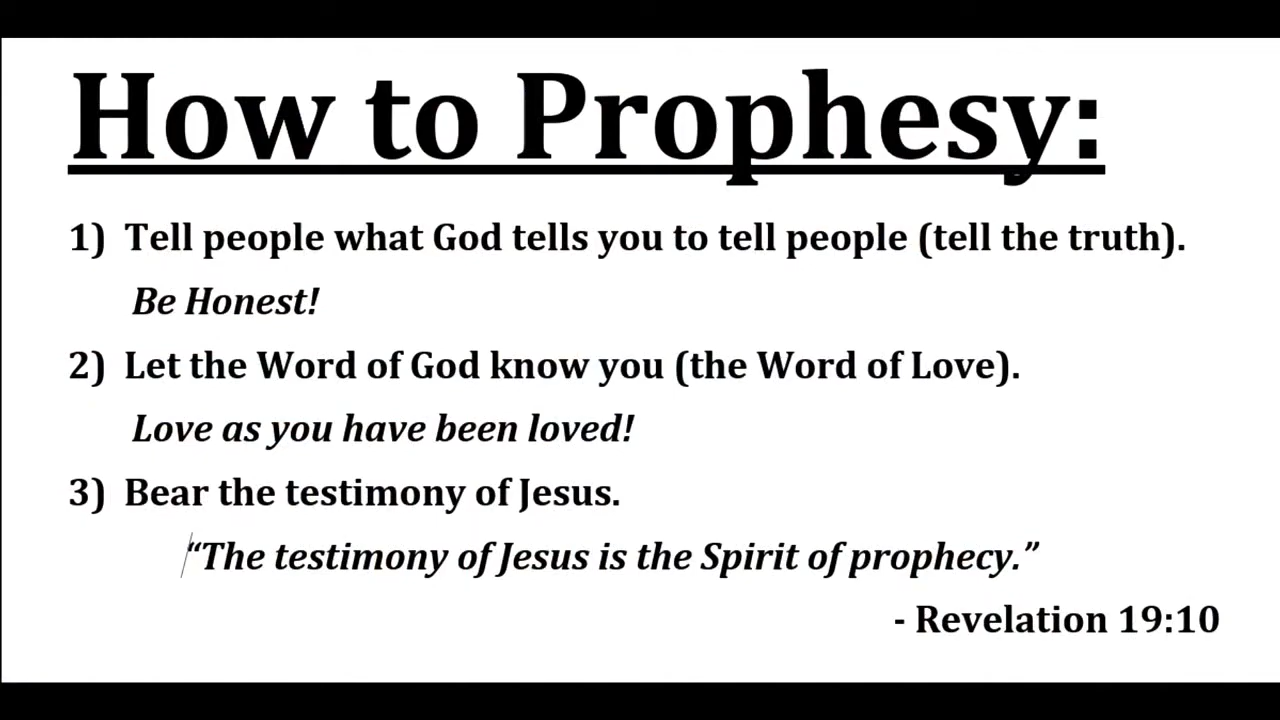 How to Prophesy:
1) Tell people what God tells you to tell people (tell the truth).
Be Honest!
2) Let the Word of God know you (the Word of Love).
Love as you have been loved!
3) Bear the testimony of Jesus.
“The testimony of Jesus is the Spirit of prophecy.”
- Revelation 19:10